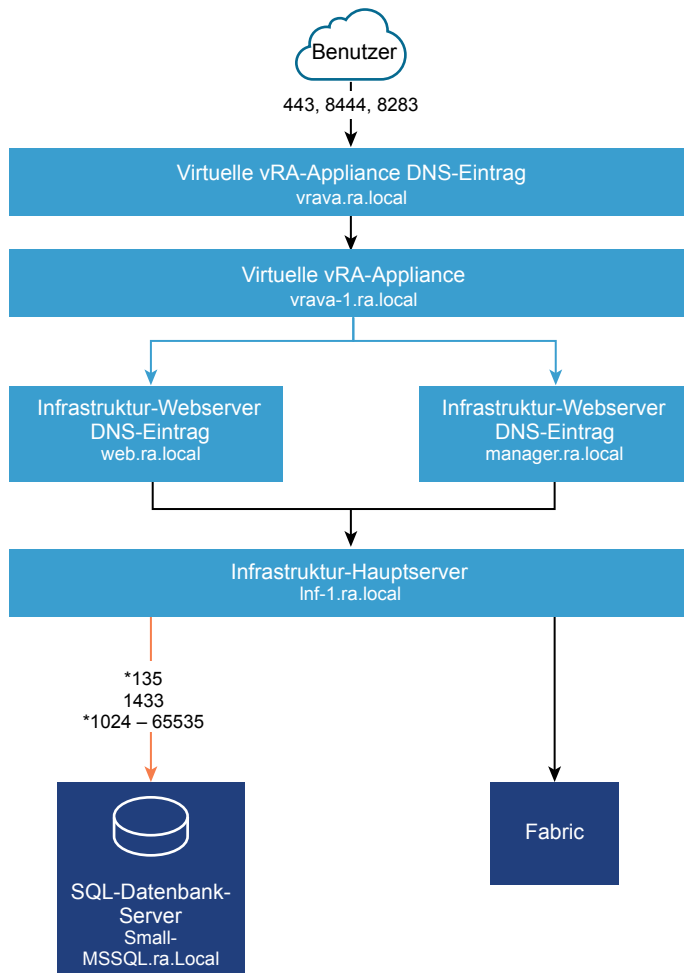 Benutzer
443, 8444, 8283
Virtuelle vRA-Appliance DNS-Eintrag
vrava.ra.local
Virtuelle vRA-Appliance
vrava-1.ra.local
Infrastruktur-Webserver
DNS-Eintrag
web.ra.local
Infrastruktur-Webserver
DNS-Eintrag
manager.ra.local
Infrastruktur-Hauptserver
Inf-1.ra.local
*135
1433
*1024 – 65535
SQL-Datenbank-
Server
Small-
MSSQL.ra.Local
Fabric